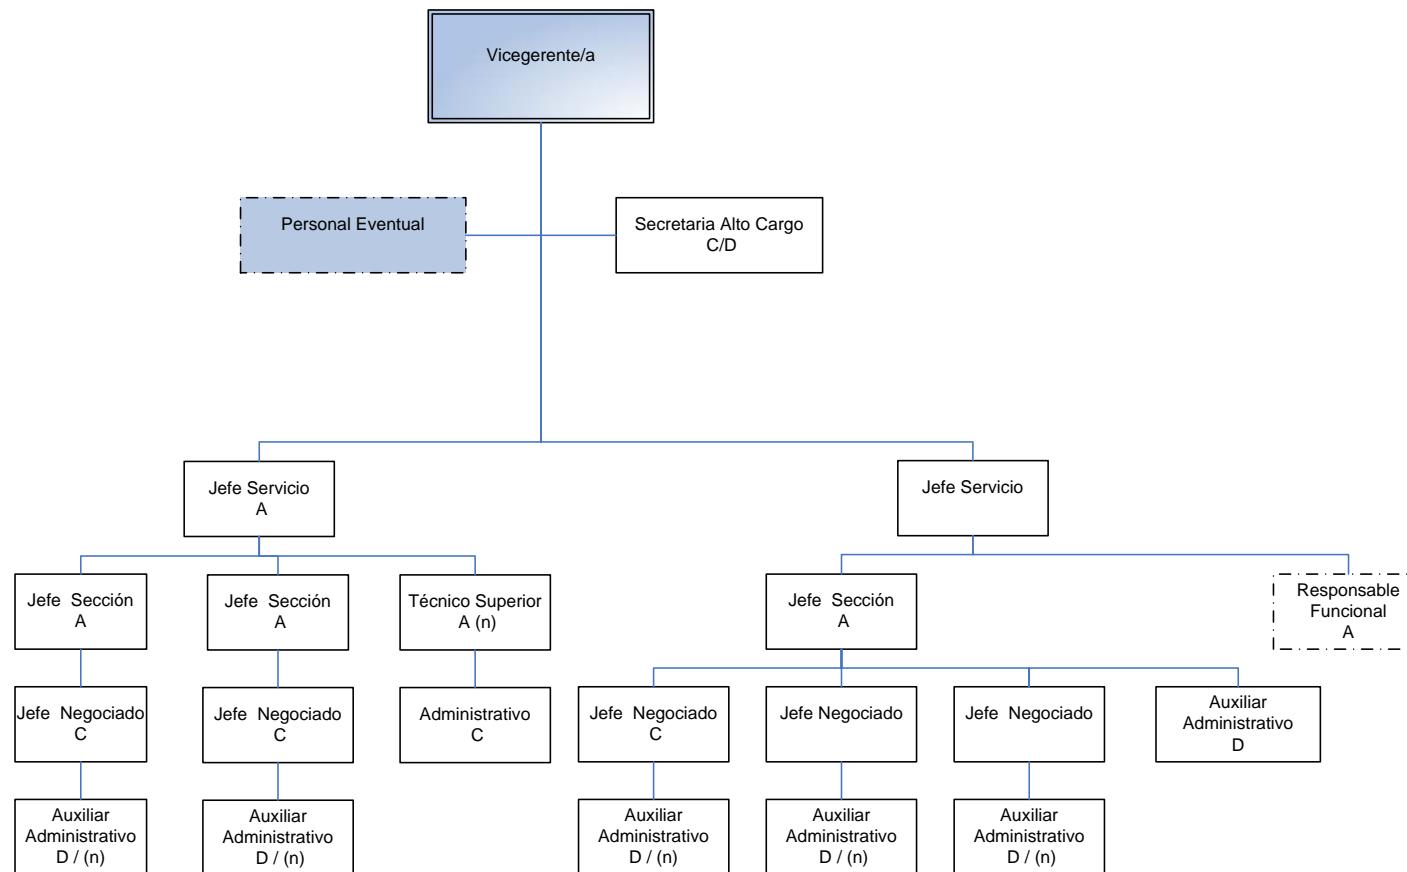 Vicegerente/a
Personal Eventual
Secretaria Alto Cargo
C/D
Jefe Servicio
A
Jefe Servicio
Jefe Sección
A
Jefe Sección
A
Técnico Superior
A (n)
Jefe Sección
A
Responsable
Funcional
A
Jefe Negociado
C
Jefe Negociado
C
Administrativo
C
Jefe Negociado
C
Jefe Negociado
Jefe Negociado
Auxiliar
Administrativo
D
Auxiliar
Administrativo
D / (n)
Auxiliar
Administrativo
D / (n)
Auxiliar
Administrativo
D / (n)
Auxiliar
Administrativo
D / (n)
Auxiliar
Administrativo
D / (n)